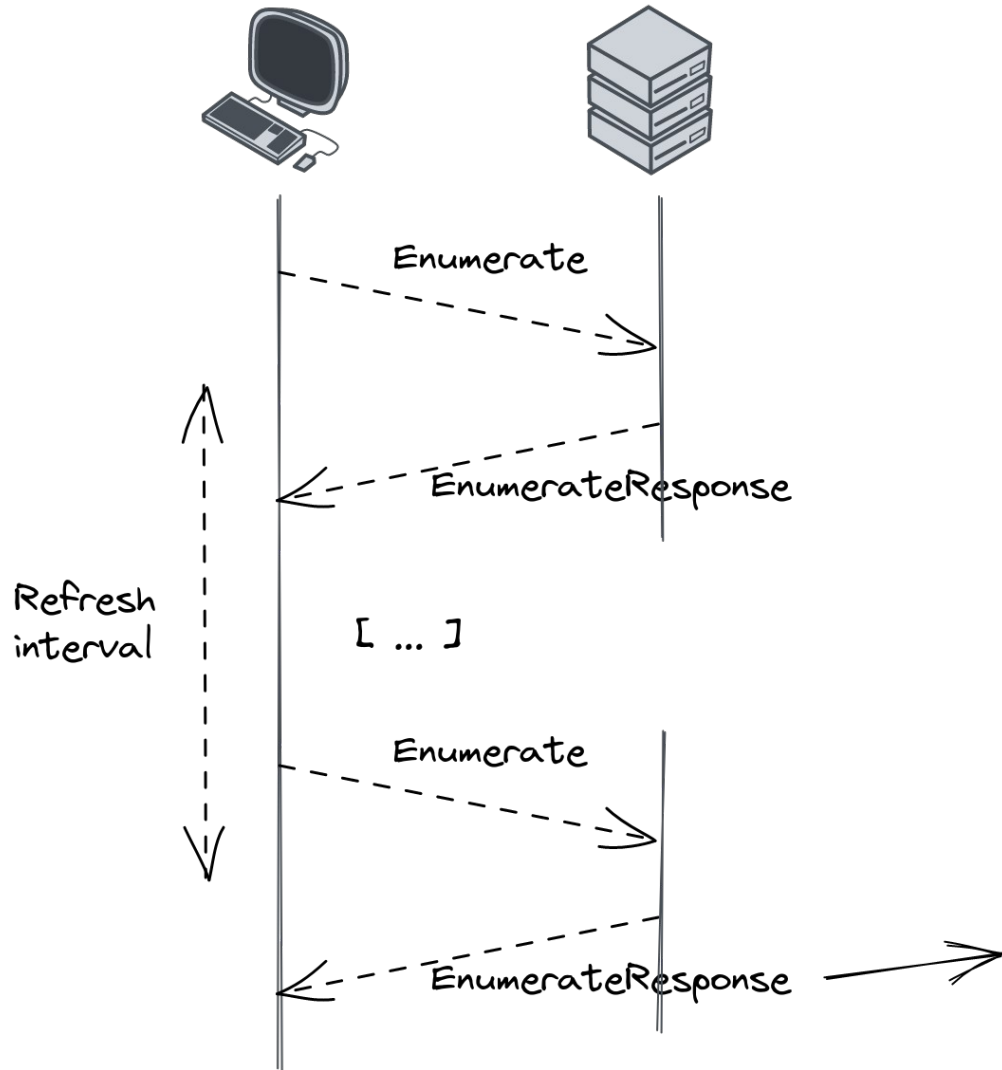 Enumerate
EnumerateResponse
Refresh
interval
[ ... ]
Enumerate
EnumerateResponse